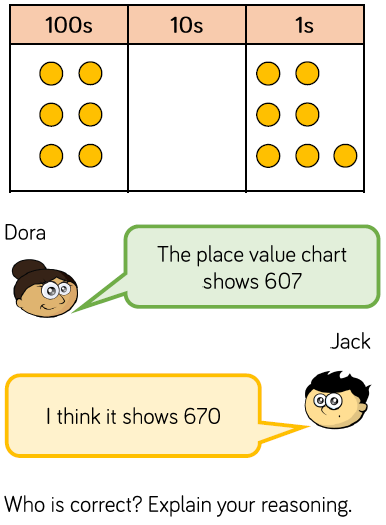 100s 10s 1s
Dora
The place value chart
shows 607
Jack
I think it shows 670
Who is correct? Explain your reasoning.